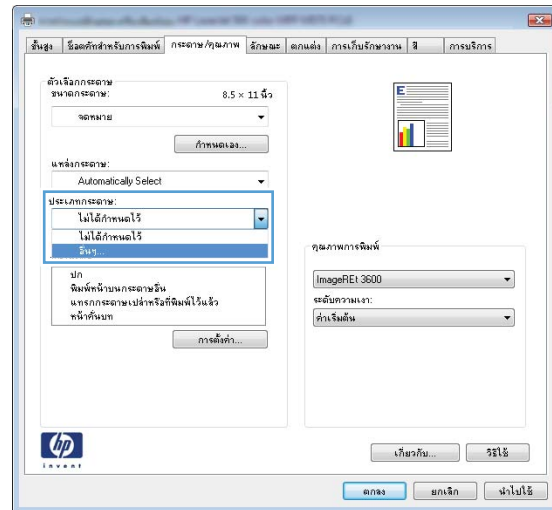 ขั้นสูง ช็อตคัทสำหรับการพิมพ์ กระดาษ/คุณภาพ ลักษณะ ตกแต่ง การเก็บรักษางาน สี การบริการ
ตัวเลือกกระดาษ
ขนาดกระดาษ: 8.5 × 11 นิ้ว
จดหมาย
กำหนดเอง...
แหล่งกระดาษ:
Automatically Select
ประเภทกระดาษ:
ไม่ได้กำหนดไว้
ไม่ได้กำหนดไว้
อื่นๆ...
ปก
พิมพ์หน้าบนกระดาษอื่น
แทรกกระดาษเปล่าหรือที่พิมพ์ไว้แล้ว
หน้าคั่นบท
การตั้งค่า...
E
คุณภาพการพิมพ์
ImageREt 3600
ระดับความเงา:
ค่าเริ่มต้น
hp
invent
เกี่ยวกับ... วิธีใช้
ตกลง ยกเลิก นำไปใช้